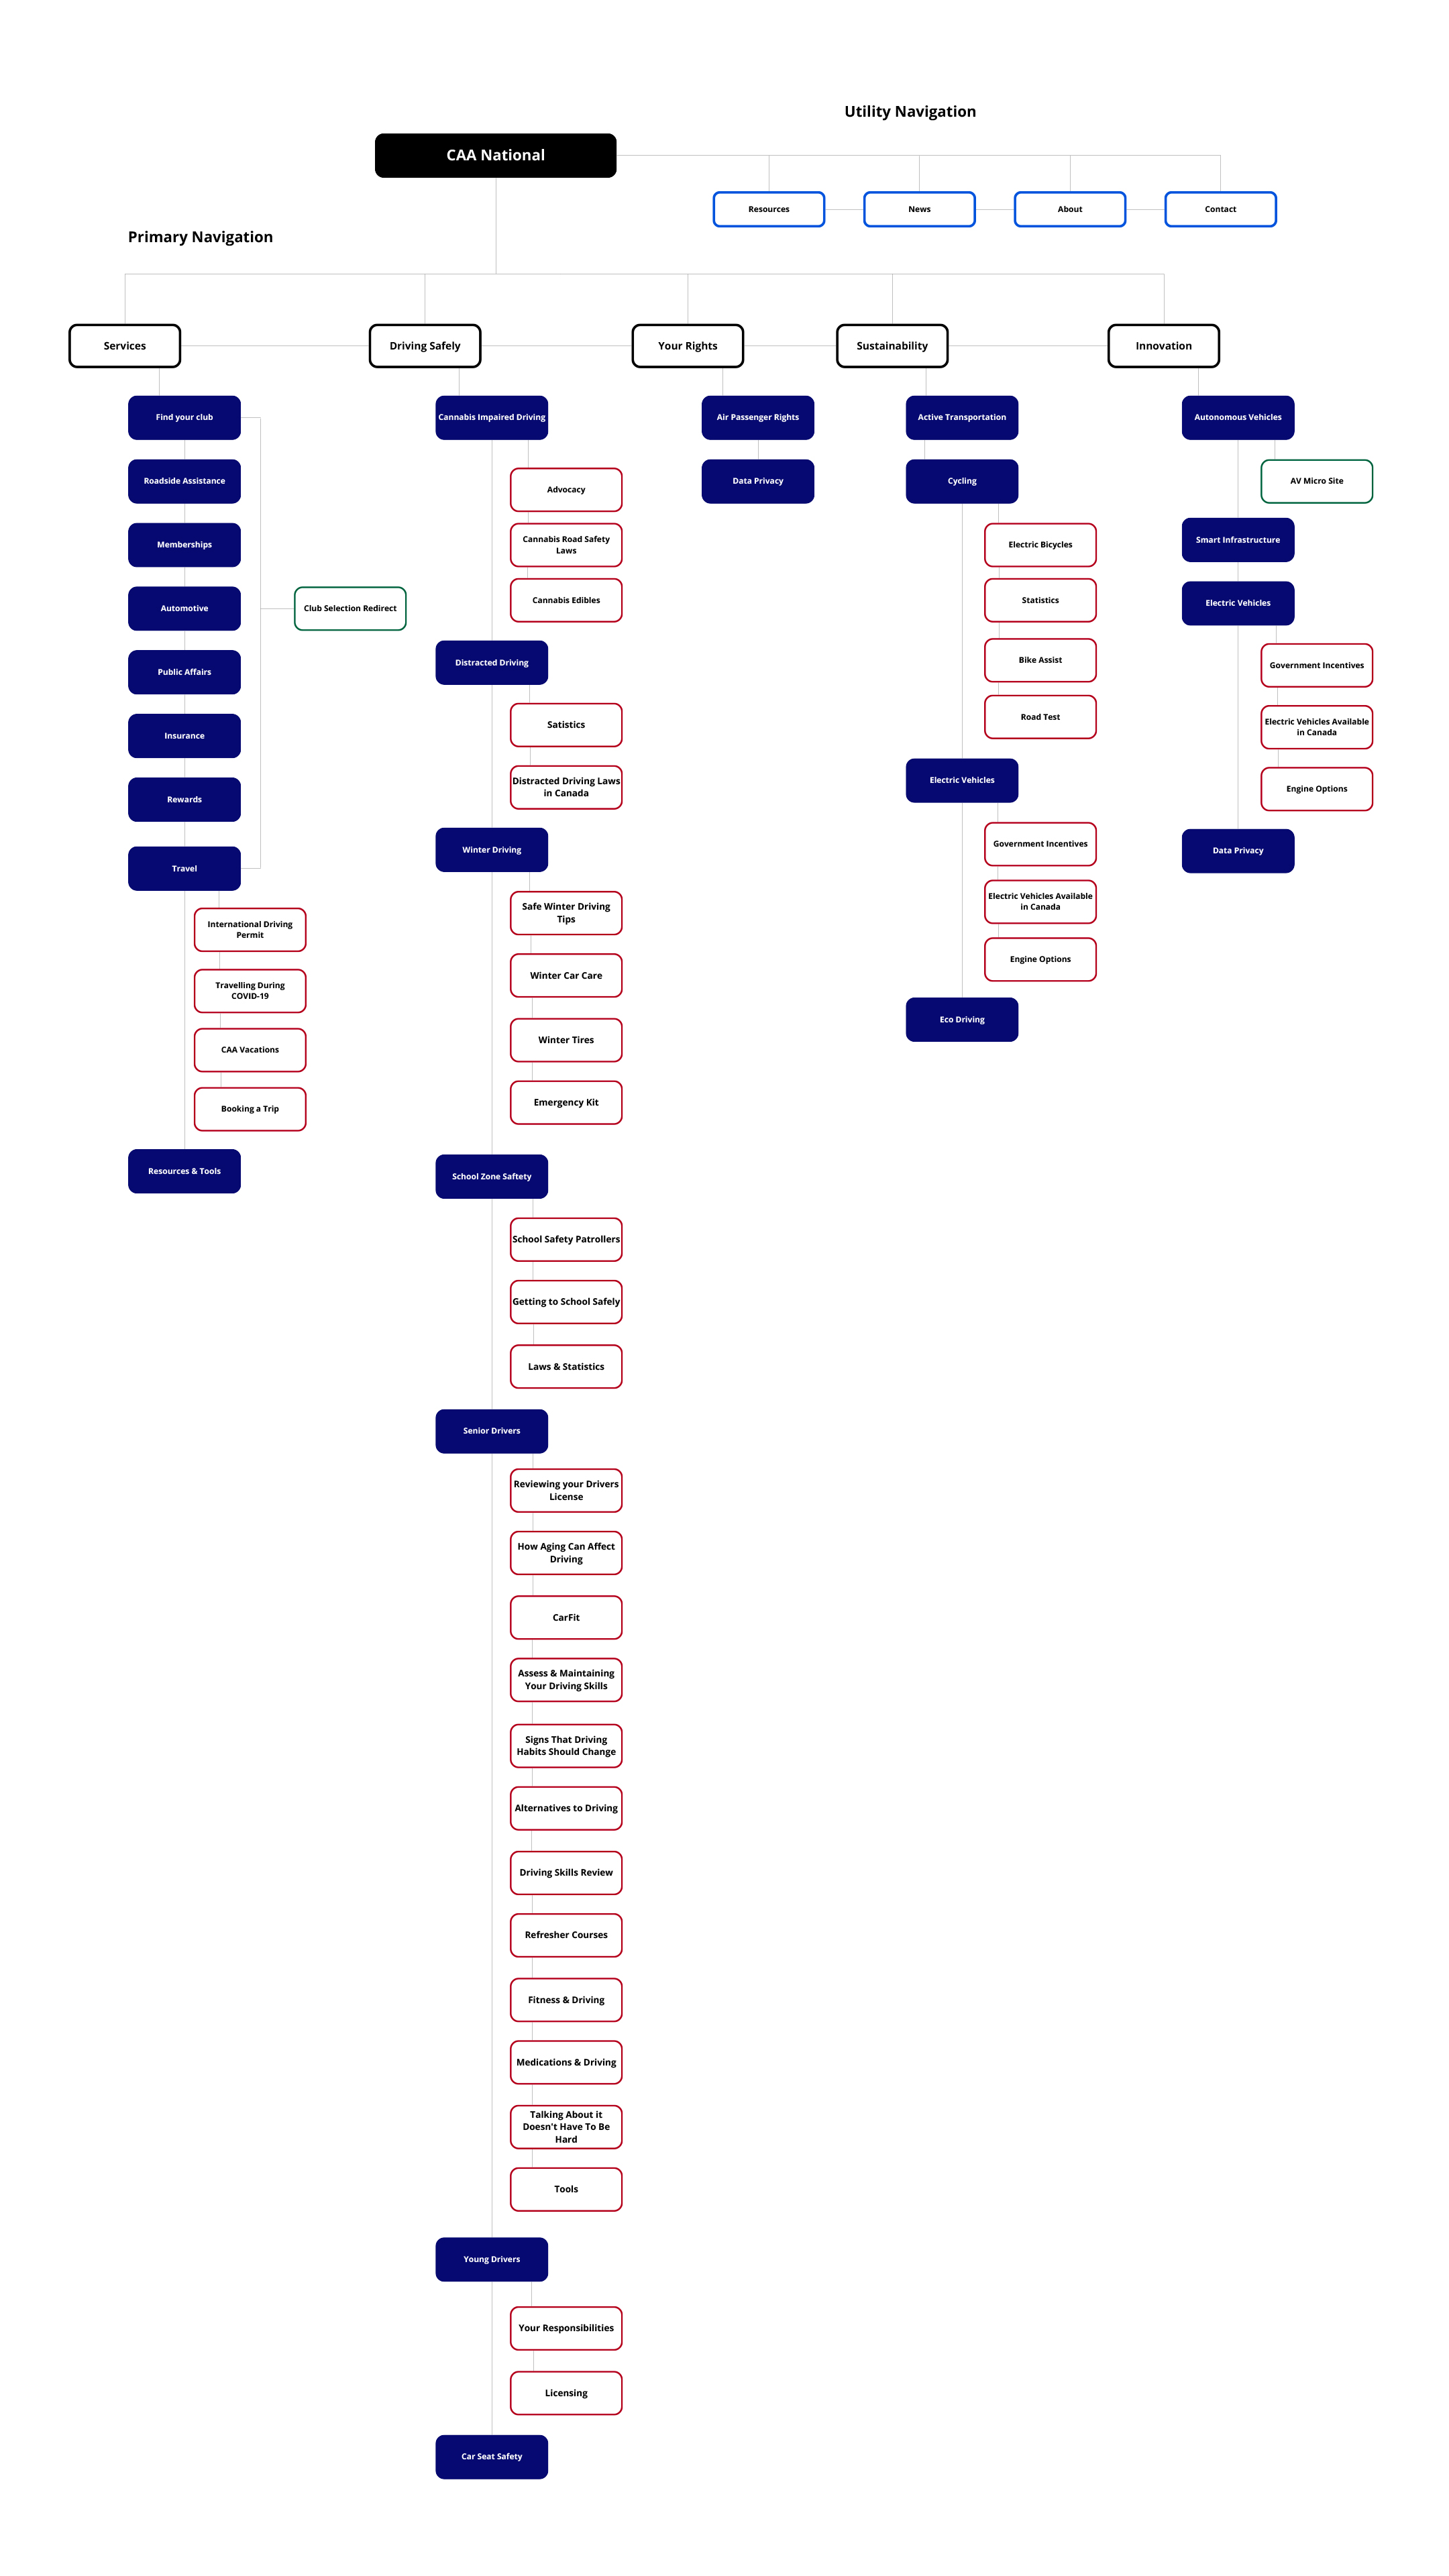 Utility Navigation
CAA National
Resources
News
About
Contact
Primary Navigation
Services
Driving Safely
Your Rights
Sustainability
Innovation
Find your club
Roadside Assistance
Memberships
Automotive
Club Selection Redirect
Public Affairs
Insurance
Rewards
Travel
International Driving
Permit
Travelling During
COVID-19
CAA Vacations
Booking a Trip
Resources & Tools
Cannabis Impaired Driving
Advocacy
Cannabis Road Safety
Laws
Cannabis Edibles
Distracted Driving
Satistics
Distracted Driving Laws
in Canada
Winter Driving
Safe Winter Driving
Tips
Winter Car Care
Winter Tires
Emergency Kit
School Zone Saftety
School Safety Patrollers
Getting to School Safely
Laws & Statistics
Senior Drivers
Reviewing your Drivers
License
How Aging Can Affect
Driving
CarFit
Assess & Maintaining
Your Driving Skills
Signs That Driving
Habits Should Change
Alternatives to Driving
Driving Skills Review
Refresher Courses
Fitness & Driving
Medications & Driving
Talking About it
Doesn't Have To Be
Hard
Tools
Young Drivers
Your Responsibilities
Licensing
Car Seat Safety
Air Passenger Rights
Data Privacy
Active Transportation
Cycling
Electric Bicycles
Statistics
Bike Assist
Road Test
Electric Vehicles
Government Incentives
Electric Vehicles Available
in Canada
Engine Options
Eco Driving
Autonomous Vehicles
AV Micro Site
Smart Infrastructure
Electric Vehicles
Government Incentives
Electric Vehicles Available
in Canada
Engine Options
Data Privacy